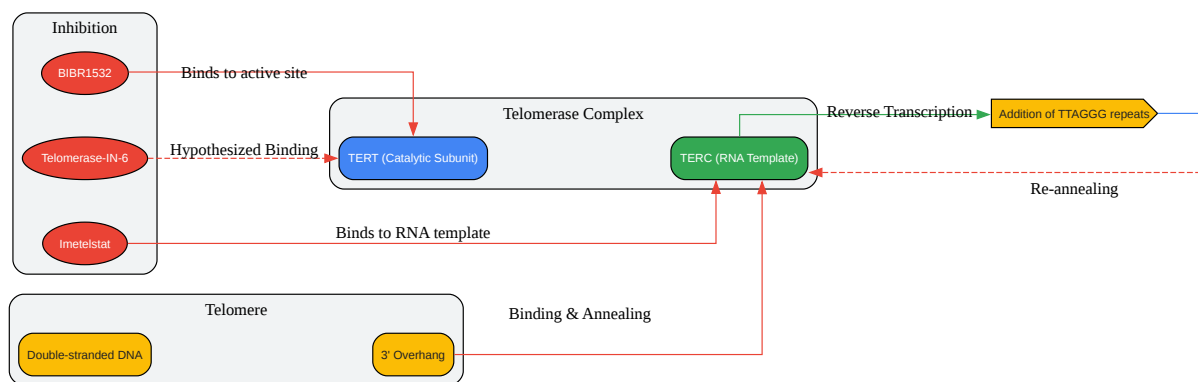 Inhibition
BIBR1532
Binds to active site
Telomerase Complex
Reverse Transcription
Addition of TTAGGG repeats
Telomerase-IN-6
Hypothesized Binding
TERT (Catalytic Subunit)
TERC (RNA Template)
Re-annealing
Imetelstat
Binds to RNA template
Telomere
Binding & Annealing
Double-stranded DNA
3' Overhang